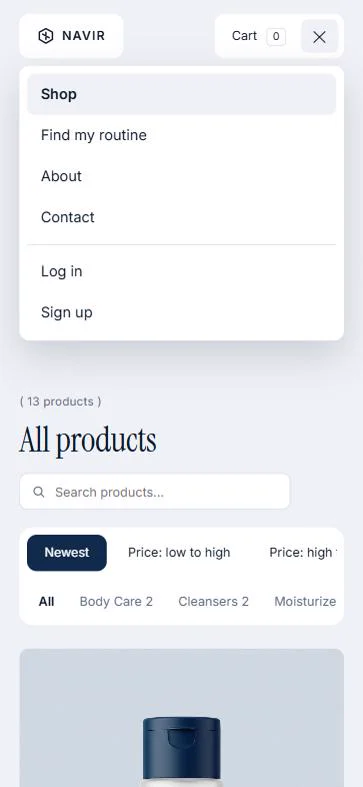 NAVIR
Cart 0
Shop
Find my routine
About
Contact
Log in
Sign up
( 13 products )
All products
Search products...
Newest Price: low to high Price: high
All Body Care 2 Cleansers 2 Moisturize